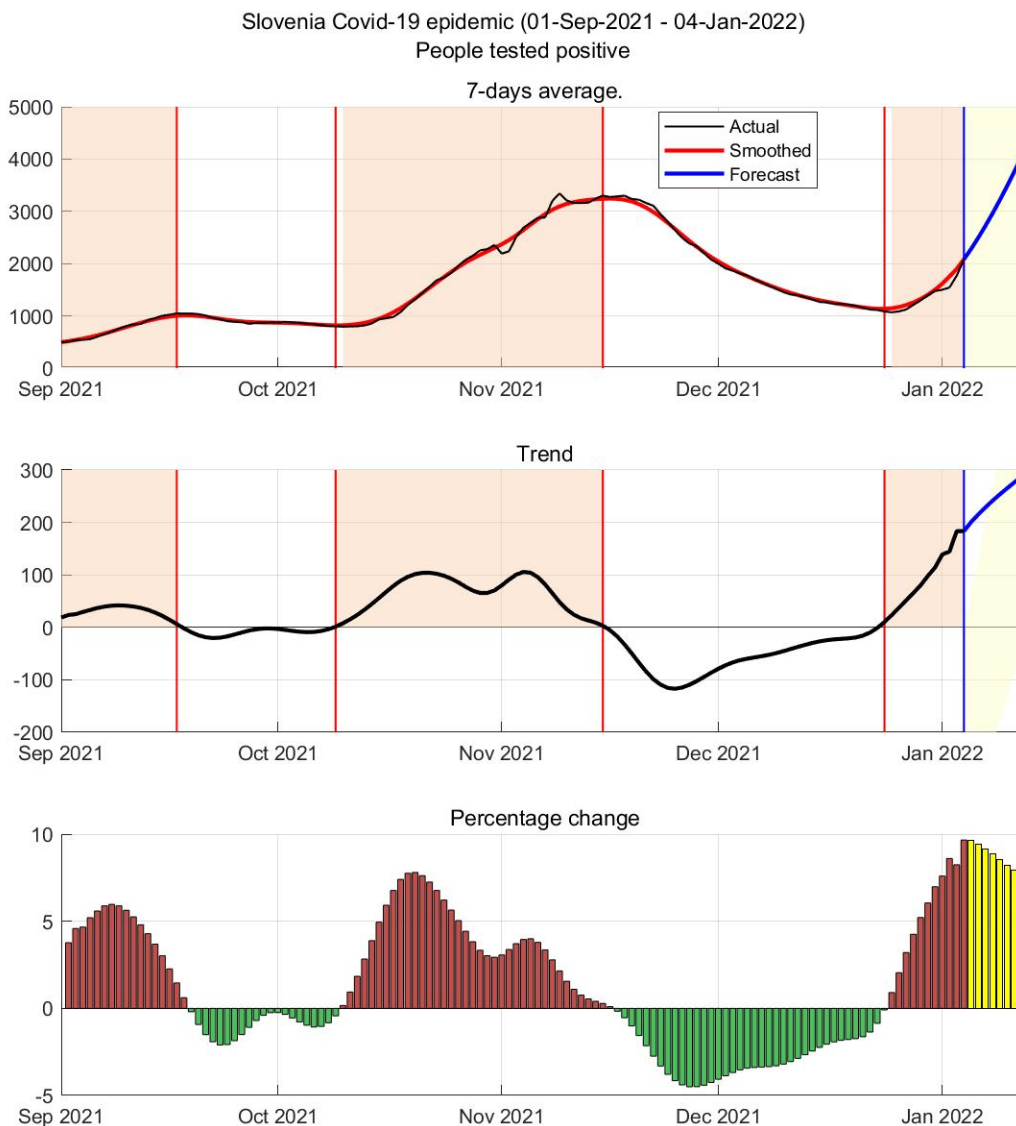 Slovenia Covid-19 epidemic (01-Sep-2021 - 04-Jan-2022)
People tested positive
7-days average.
5000
4000
3000
2000
1000
0
Actual
Smoothed
Forecast
Sep 2021 Oct 2021 Nov 2021 Dec 2021 Jan 2022
Trend
300
200
100
0
-100
-200
Sep 2021 Oct 2021 Nov 2021 Dec 2021 Jan 2022
Percentage change
10
5
0
-5
Sep 2021 Oct 2021 Nov 2021 Dec 2021 Jan 2022